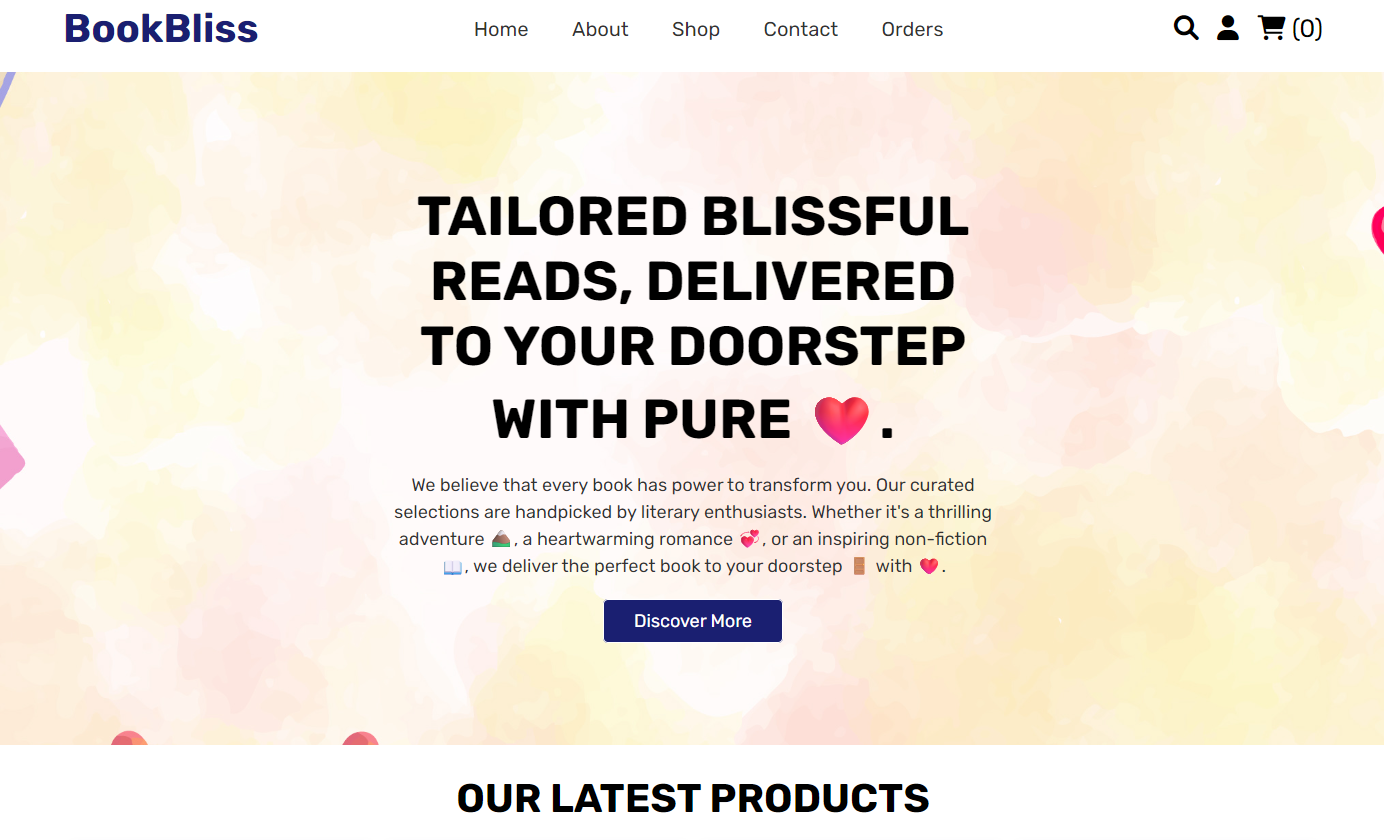 BookBliss
Home About Shop Contact Orders
(0)
TAILORED BLISSFUL
READS, DELIVERED
TO YOUR DOORSTEP
WITH PURE ❤️.
We believe that every book has power to transform you. Our curated
selections are handpicked by literary enthusiasts. Whether it's a thrilling
adventure ⛰️, a heartwarming romance 💞, or an inspiring non-fiction
📖, we deliver the perfect book to your doorstep 🚪 with ❤️.
Discover More
OUR LATEST PRODUCTS